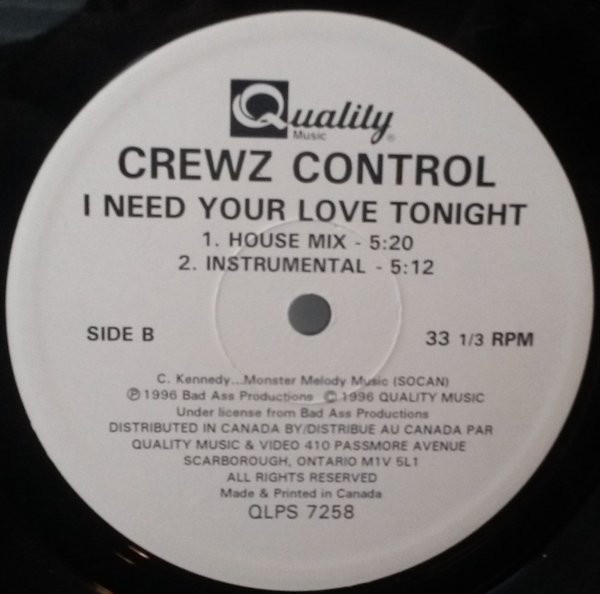 Quality
Music ®
CREWZ CONTROL
I NEED YOUR LOVE TONIGHT
1. HOUSE MIX - 5:20
2. INSTRUMENTAL - 5:12
SIDE B 33 1/3 RPM
C. Kennedy...Monster Melody Music (SOCAN)
℗1996 Bad Ass Productions ©1996 QUALITY MUSIC
Under license from Bad Ass Productions
DISTRIBUTED IN CANADA BY/DISTRIBUE AU CANADA PAR
QUALITY MUSIC & VIDEO 410 PASSMORE AVENUE
SCARBOROUGH, ONTARIO M1V 5L1
ALL RIGHTS RESERVED
Made & Printed in Canada
QLPS 7258